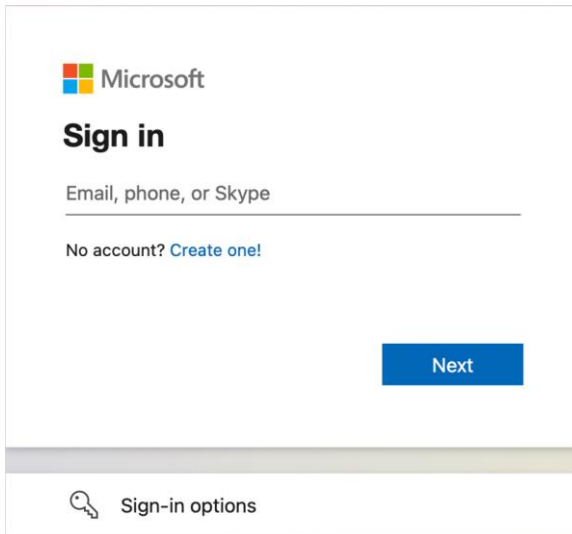 Microsoft
Sign in
Email, phone, or Skype
No account? Create one!
Next
Sign-in options